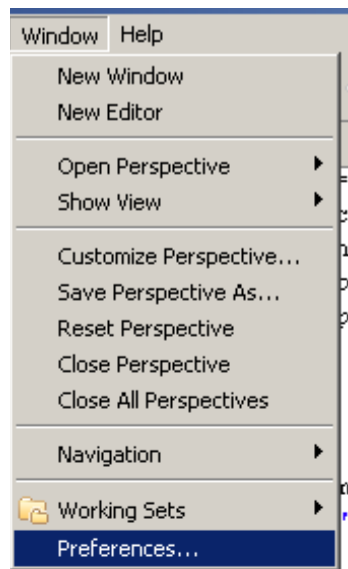 Window Help
New Window
New Editor
Open Perspective
Show View
Customize Perspective...
Save Perspective As...
Reset Perspective
Close Perspective
Close All Perspectives
Navigation
Working Sets
Preferences...